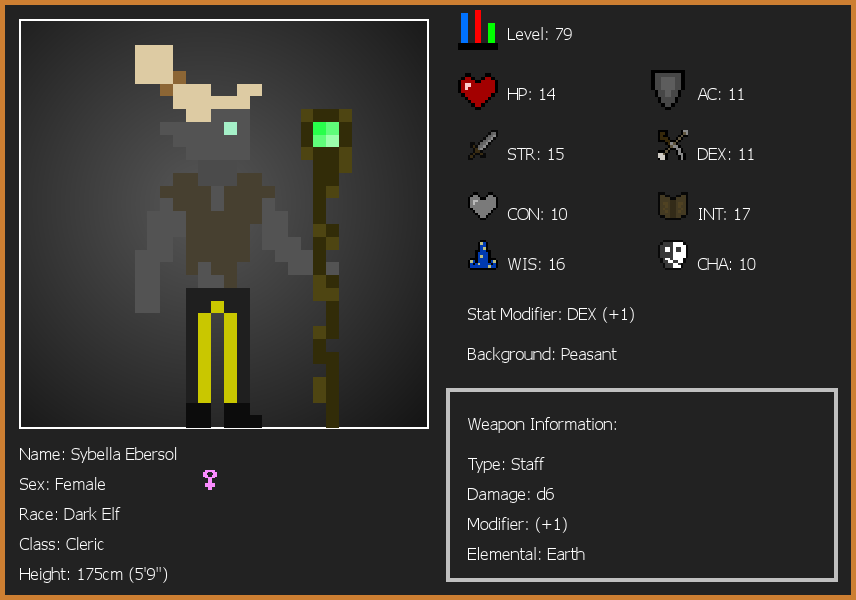 Level: 79
HP: 14
AC: 11
STR: 15
DEX: 11
CON: 10
INT: 17
WIS: 16
CHA: 10
Stat Modifier: DEX (+1)
Background: Peasant
Weapon Information:
Type: Staff
Damage: d6
Modifier: (+1)
Elemental: Earth
Name: Sybella Ebersol
Sex: Female
Race: Dark Elf
Class: Cleric
Height: 175cm (5'9")